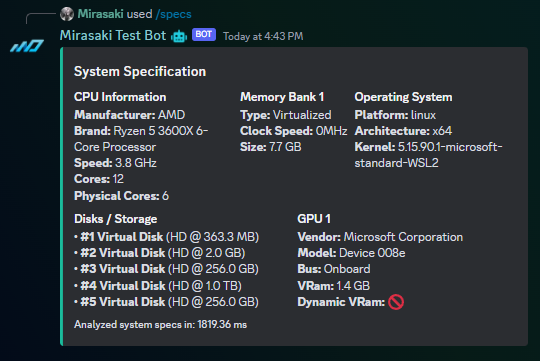 Mirasaki used /specs
Mirasaki Test Bot BOT Today at 4:43 PM
System Specification
CPU Information
Manufacturer: AMD
Brand: Ryzen 5 3600X 6-
Core Processor
Speed: 3.8 GHz
Cores: 12
Physical Cores: 6
Memory Bank 1
Type: Virtualized
Clock Speed: 0MHz
Size: 7.7 GB
Operating System
Platform: linux
Architecture: x64
Kernel: 5.15.90.1-microsoft-
standard-WSL2
Disks / Storage
• #1 Virtual Disk (HD @ 363.3 MB)
• #2 Virtual Disk (HD @ 2.0 GB)
• #3 Virtual Disk (HD @ 256.0 GB)
• #4 Virtual Disk (HD @ 1.0 TB)
• #5 Virtual Disk (HD @ 256.0 GB)
GPU 1
Vendor: Microsoft Corporation
Model: Device 008e
Bus: Onboard
VRam: 1.4 GB
Dynamic VRam: 🚫
Analyzed system specs in: 1819.36 ms